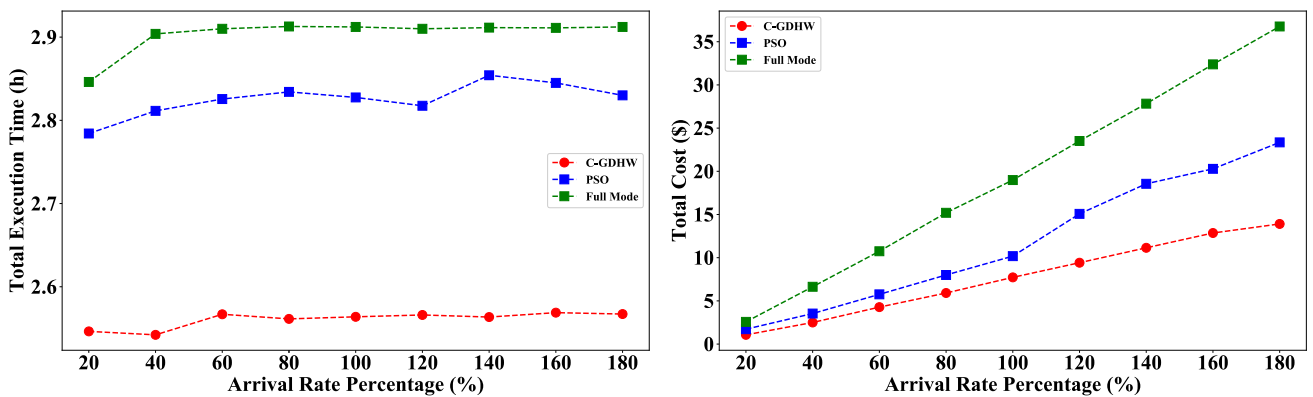 Total Execution Time (h)
2.9
2.8
2.7
2.6
C-GDHW
PSO
Full Mode
20 40 60 80 100 120 140 160 180
Arrival Rate Percentage (%)
Total Cost ($)
35
30
25
20
15
10
5
0
C-GDHW
PSO
Full Mode
20 40 60 80 100 120 140 160 180
Arrival Rate Percentage (%)